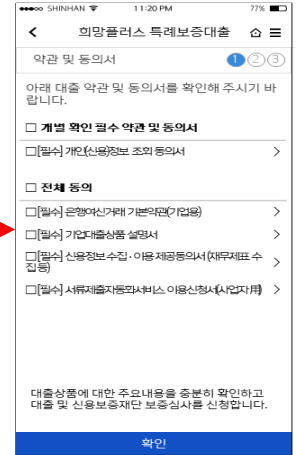 SHINHAN 11:20 PM 77%
희망플러스 특례보증대출
약관 및 동의서 1 2 3
아래 대출 약관 및 동의서를 확인해 주시기 바
랍니다.
□ 개별 확인 필수 약관 및 동의서
□[필수] 개인(신용)정보 조회 동의서 >
□ 전체 동의
□[필수] 은행여신거래 기본약관(기업용) >
□[필수] 기업대출상품 설명서 >
□[필수] 신용정보 수집·이용 제공동의서 (재무제표 수
집 등) >
□[필수] 서류제출자동화서비스 이용신청서(사업자用) >
대출상품에 대한 주요내용을 충분히 확인하고
대출 및 신용보증재단 보증심사를 신청합니다.
확인